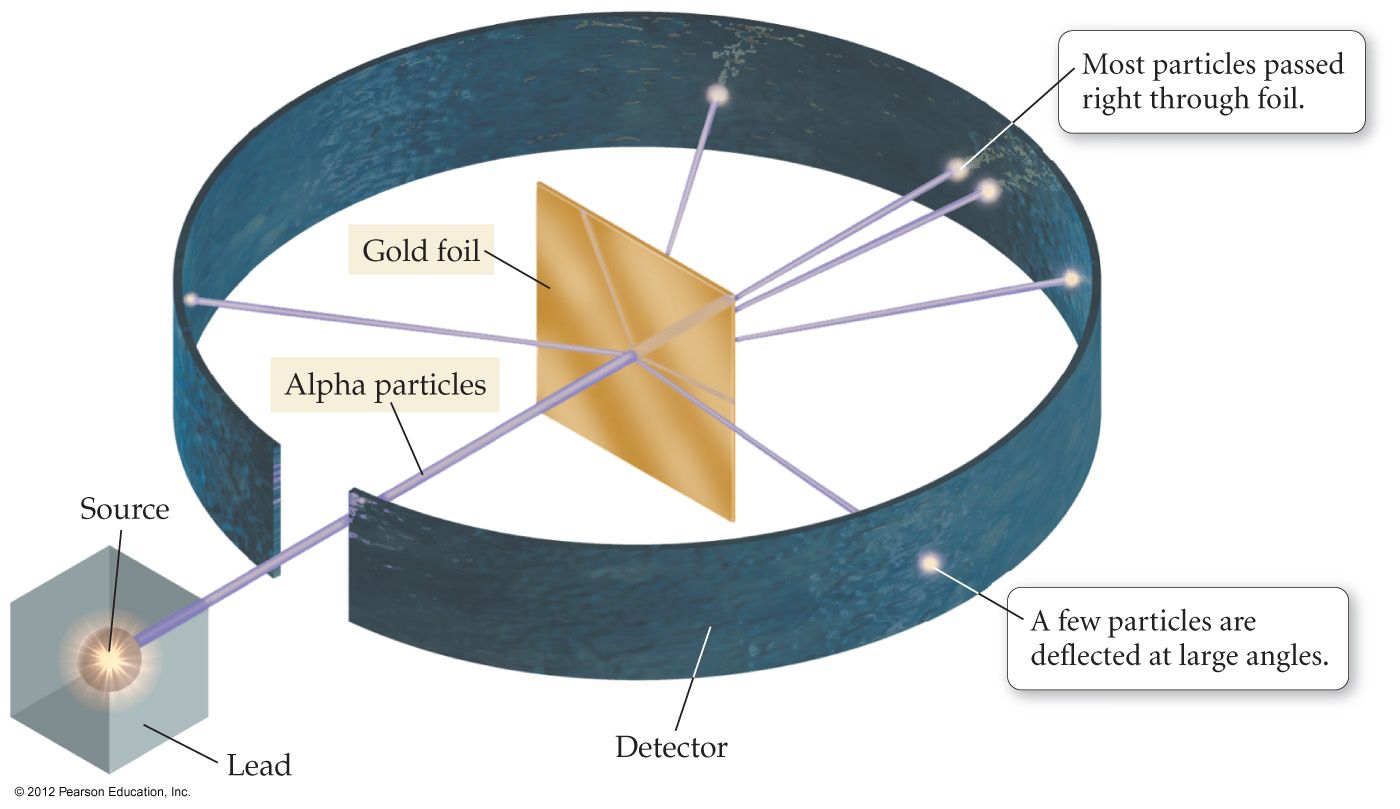 Most particles passed
right through foil.
Gold foil
Alpha particles
Source
A few particles are
deflected at large angles.
Detector
Lead
© 2012 Pearson Education, Inc.